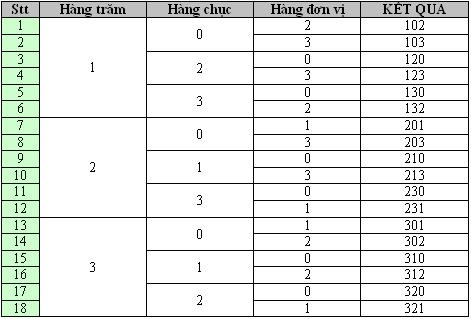 Stt Hàng trăm Hàng chục Hàng đơn vị KẾT QUA
1 1 0 2 102
2 3 103
3 2 0 120
4 3 123
5 3 0 130
6 2 132
7 2 0 1 201
8 3 203
9 1 0 210
10 3 213
11 3 0 230
12 1 231
13 3 0 1 301
14 2 302
15 1 0 310
16 2 312
17 2 0 320
18 1 321